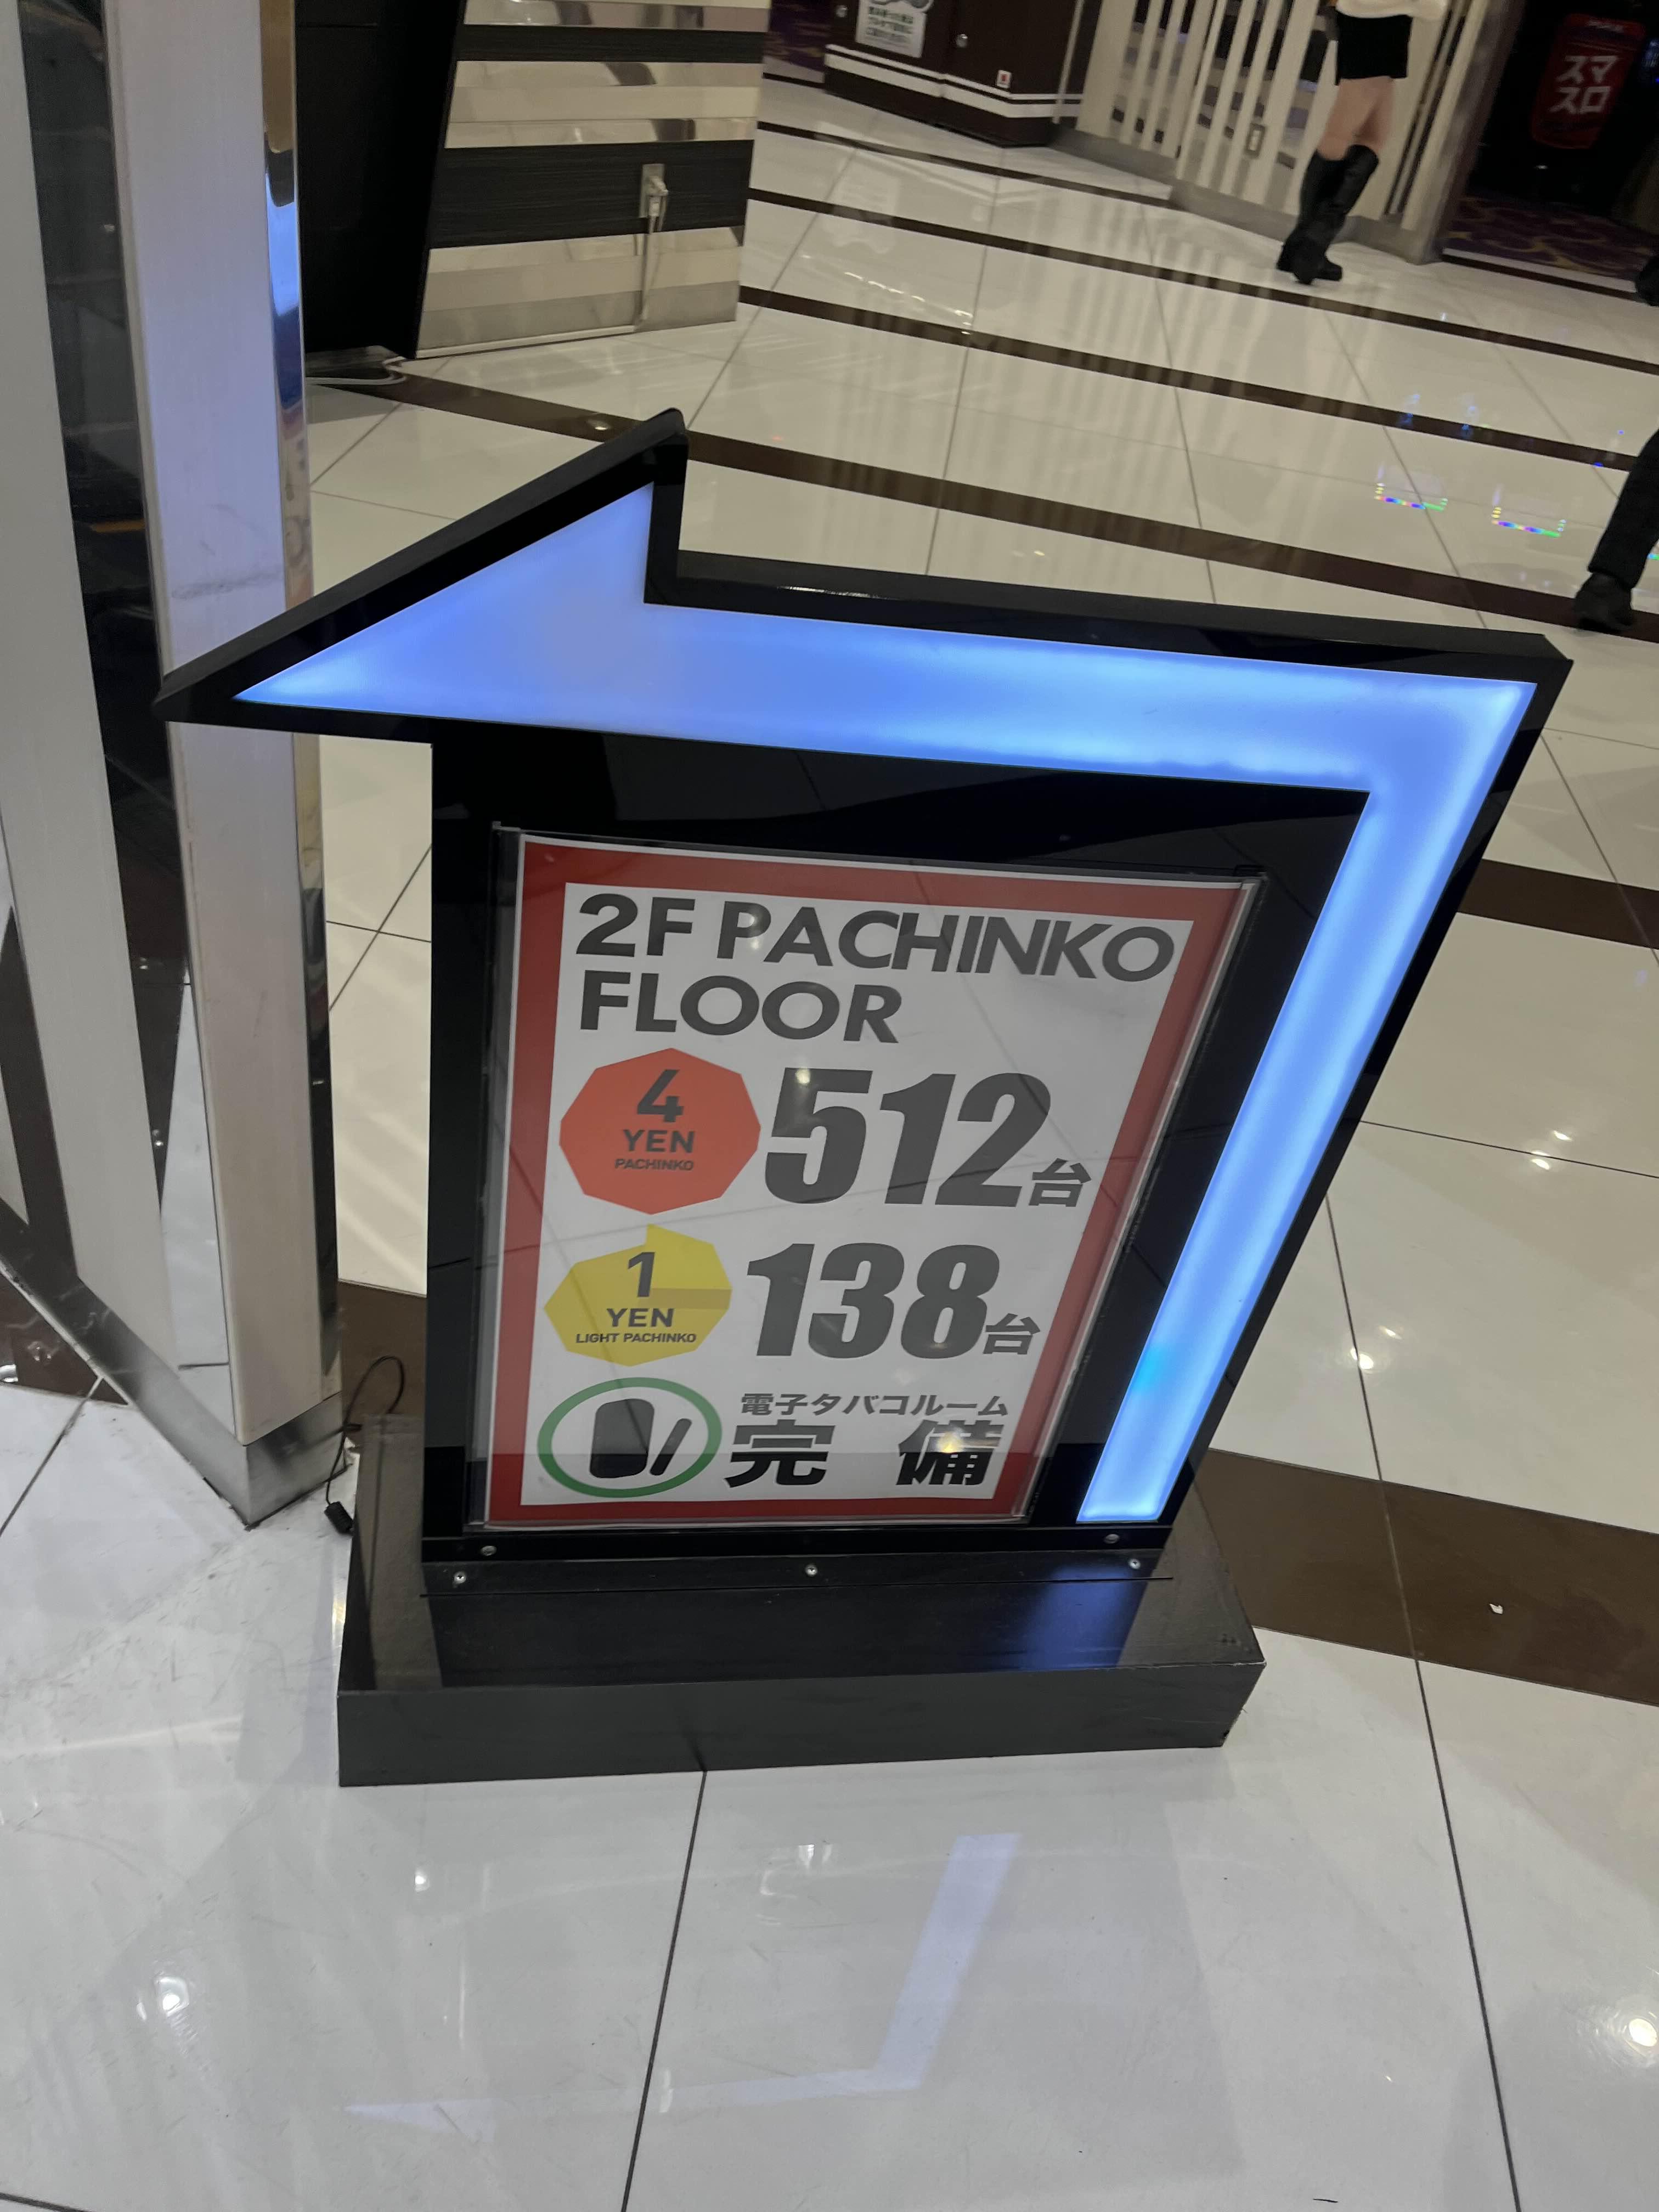 スマ
スロ
2F PACHINKO
FLOOR
4
YEN
PACHINKO
512台
1
YEN
LIGHT PACHINKO
138台
電子タバコルーム
完備